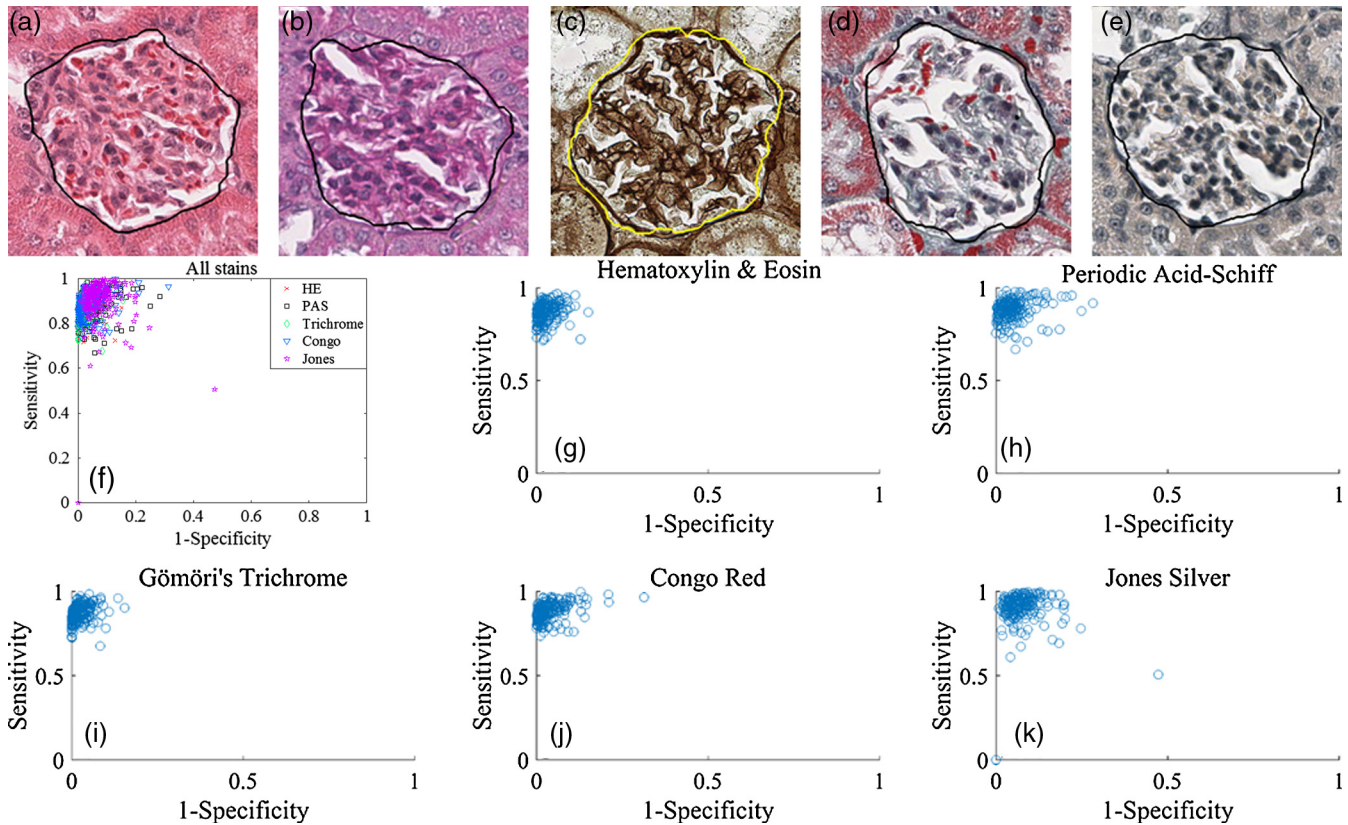 (a) (b) (c) (d) (e)
All stains
Hematoxylin & Eosin
Periodic Acid-Schiff
HE
PAS
Trichrome
Congo
Jones
Sensitivity
1
0.8
0.6
0.4
0.2
0
0 0.2 0.4 0.6 0.8 1
1-Specificity
(f)
Sensitivity
1
0.5
0
0 0.5 1
1-Specificity
(g)
Sensitivity
1
0.5
0
0 0.5 1
1-Specificity
(h)
Gömöri's Trichrome
Congo Red
Jones Silver
Sensitivity
1
0.5
0
0 0.5 1
1-Specificity
(i)
Sensitivity
1
0.5
0
0 0.5 1
1-Specificity
(j)
Sensitivity
1
0.5
0
0 0.5 1
1-Specificity
(k)